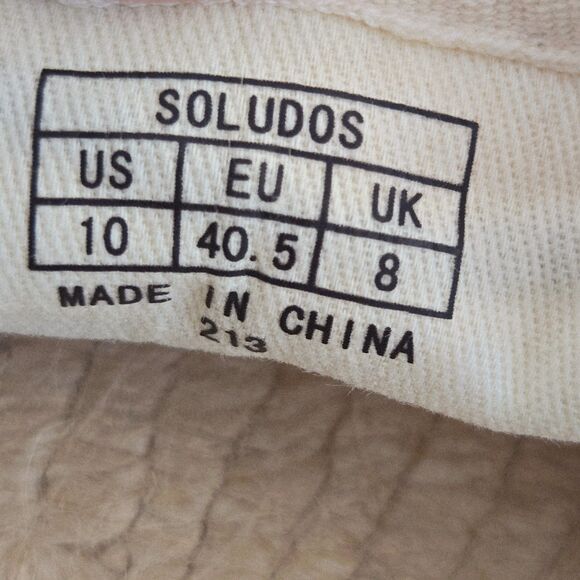 SOLUDOS
US EU UK
10 40.5 8
MADE IN CHINA
213